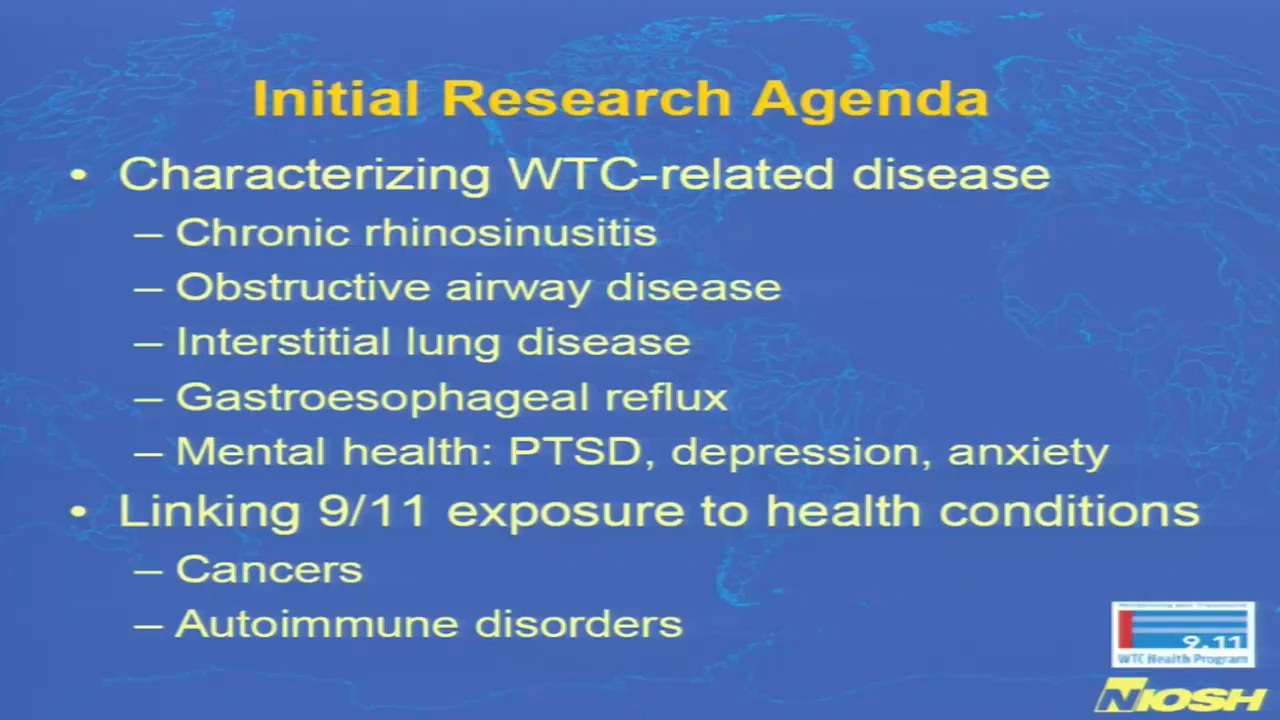 Initial Research Agenda
• Characterizing WTC-related disease
– Chronic rhinosinusitis
– Obstructive airway disease
– Interstitial lung disease
– Gastroesophageal reflux
– Mental health: PTSD, depression, anxiety
• Linking 9/11 exposure to health conditions
– Cancers
– Autoimmune disorders
9.11
WTC Health Program
NIOSH